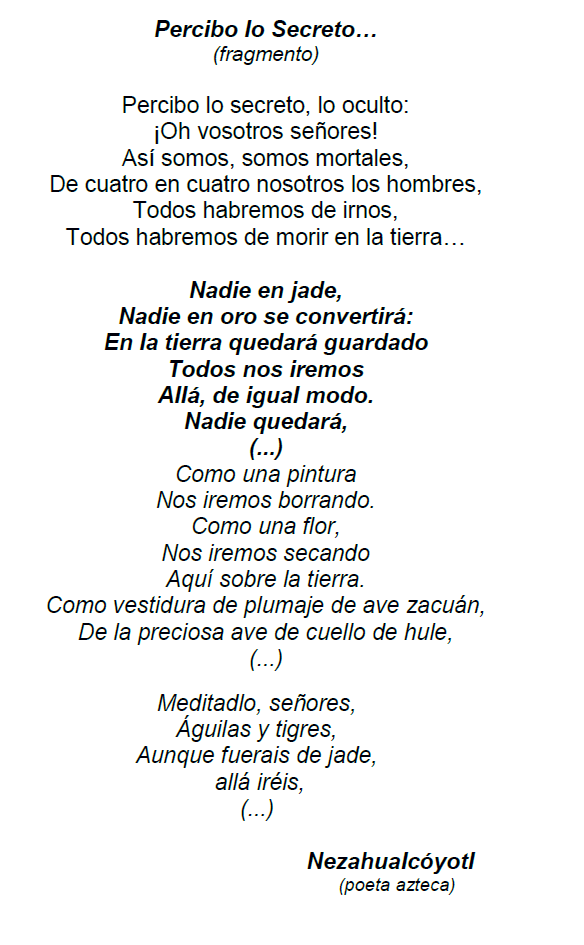 Percibo lo Secreto…
(fragmento)
Percibo lo secreto, lo oculto:
¡Oh vosotros señores!
Así somos, somos mortales,
De cuatro en cuatro nosotros los hombres,
Todos habremos de irnos,
Todos habremos de morir en la tierra…
Nadie en jade,
Nadie en oro se convertirá:
En la tierra quedará guardado
Todos nos iremos
Allá, de igual modo.
Nadie quedará,
(...)
Como una pintura
Nos iremos borrando.
Como una flor,
Nos iremos secando
Aquí sobre la tierra.
Como vestidura de plumaje de ave zacuán,
De la preciosa ave de cuello de hule,
(...)
Meditadlo, señores,
Águilas y tigres,
Aunque fuerais de jade,
allá iréis,
(...)
Nezahualcóyotl
(poeta azteca)